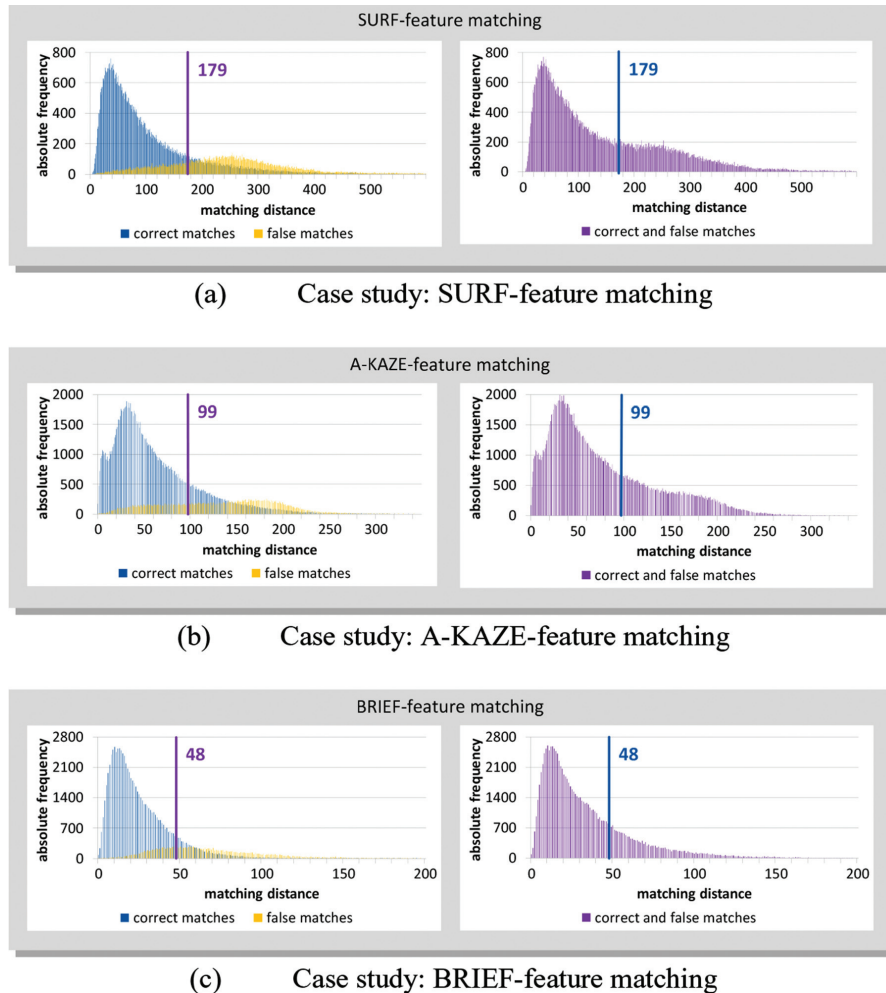 SURF-feature matching
absolute frequency
800
600
400
200
0
179
0 100 200 300 400 500
matching distance
correct matches false matches
absolute frequency
800
600
400
200
0
179
0 100 200 300 400 500
matching distance
correct and false matches
(a) Case study: SURF-feature matching
A-KAZE-feature matching
absolute frequency
2000
1500
1000
500
0
99
0 50 100 150 200 250 300
matching distance
correct matches false matches
absolute frequency
2000
1500
1000
500
0
99
0 50 100 150 200 250 300
matching distance
correct and false matches
(b) Case study: A-KAZE-feature matching
BRIEF-feature matching
absolute frequency
2800
2100
1400
700
0
48
0 50 100 150 200
matching distance
correct matches false matches
absolute frequency
2800
2100
1400
700
0
48
0 50 100 150 200
matching distance
correct and false matches
(c) Case study: BRIEF-feature matching